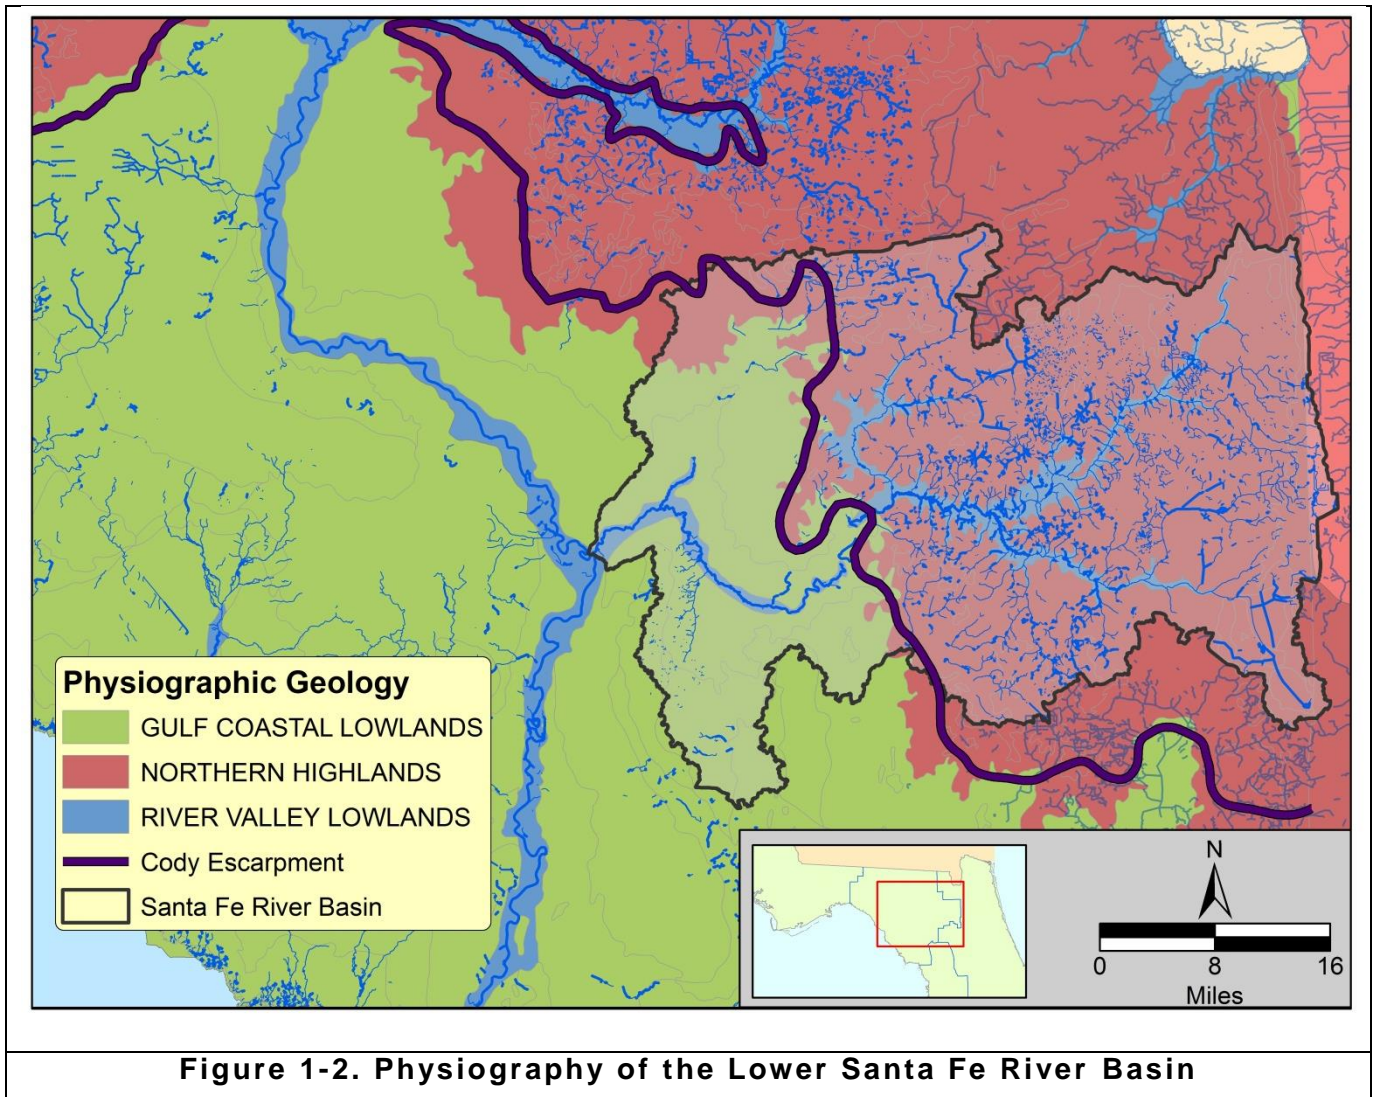 Physiographic Geology
GULF COASTAL LOWLANDS
NORTHERN HIGHLANDS
RIVER VALLEY LOWLANDS
Cody Escarpment
Santa Fe River Basin
N
0 8 16
Miles
Figure 1-2. Physiography of the Lower Santa Fe River Basin